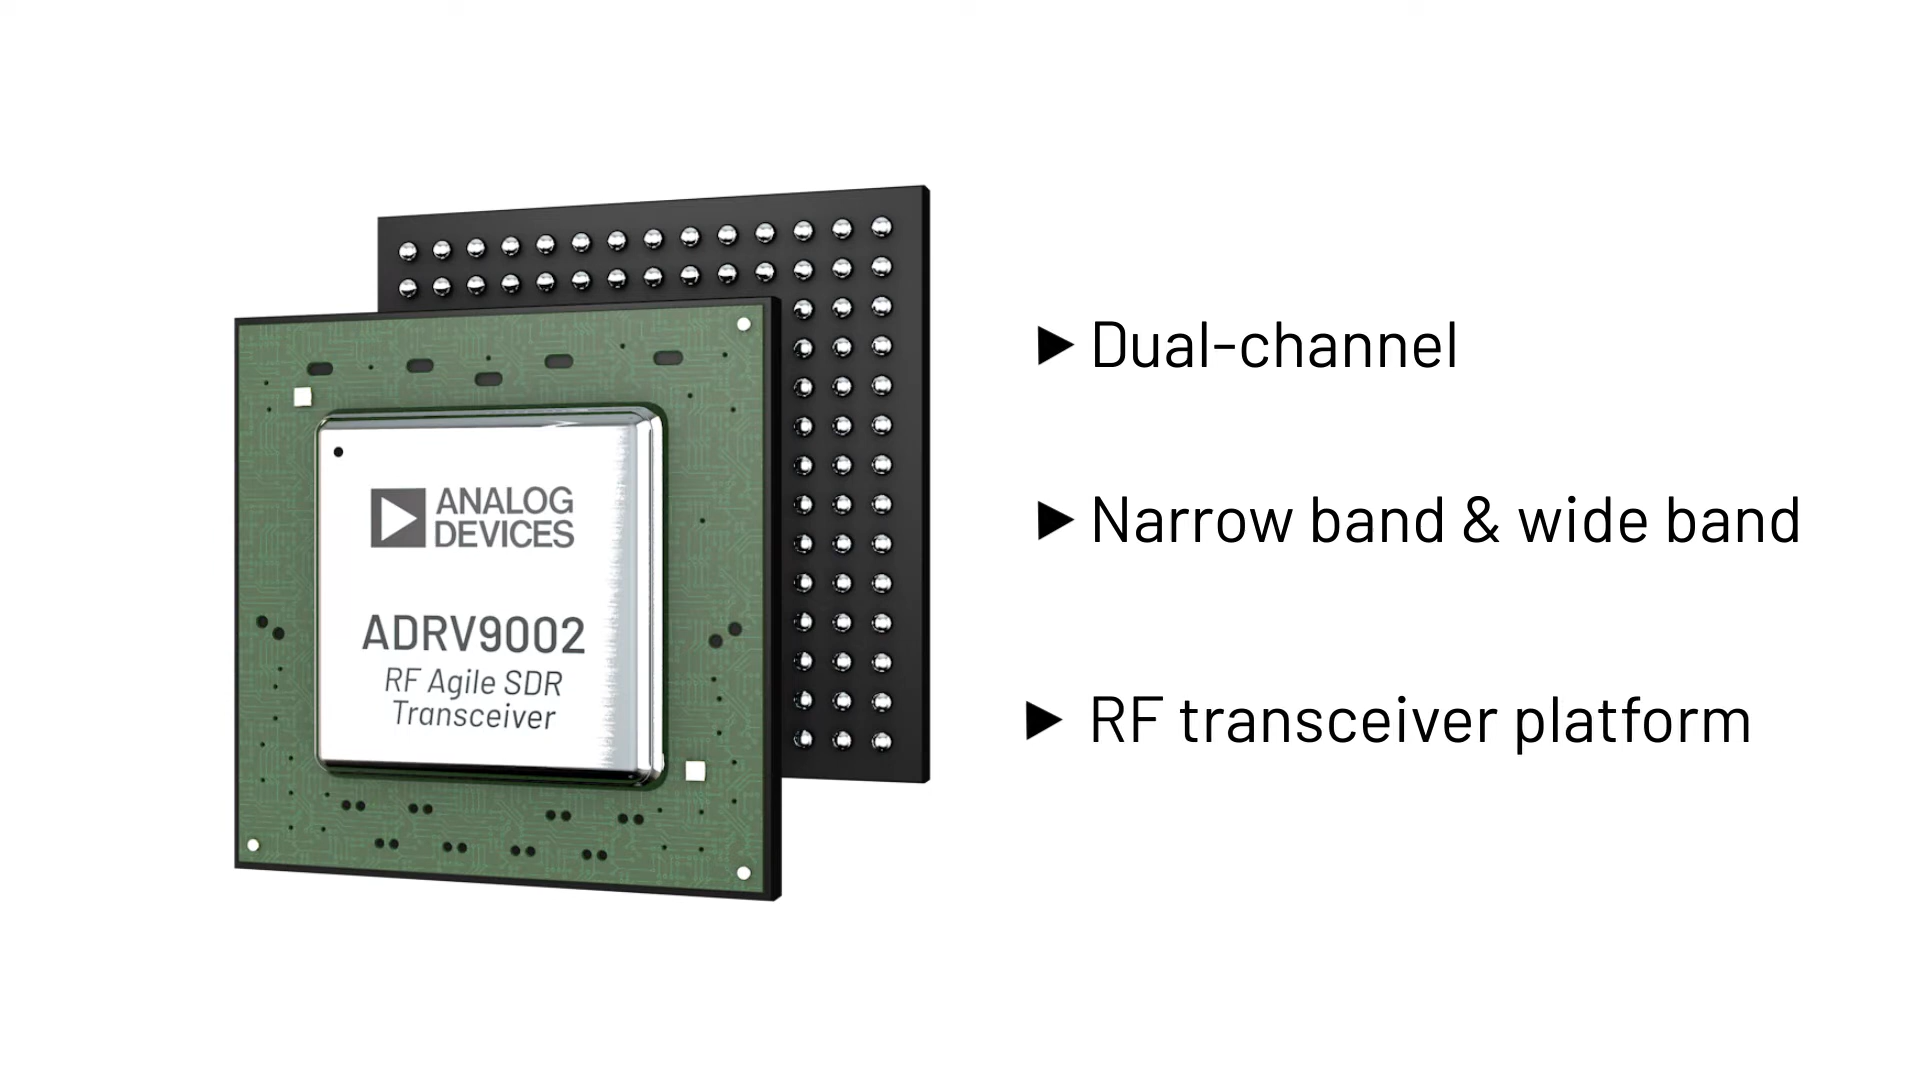 ANALOG
DEVICES
ADRV9002
RF Agile SDR
Transceiver
Dual-channel
Narrow band & wide band
RF transceiver platform